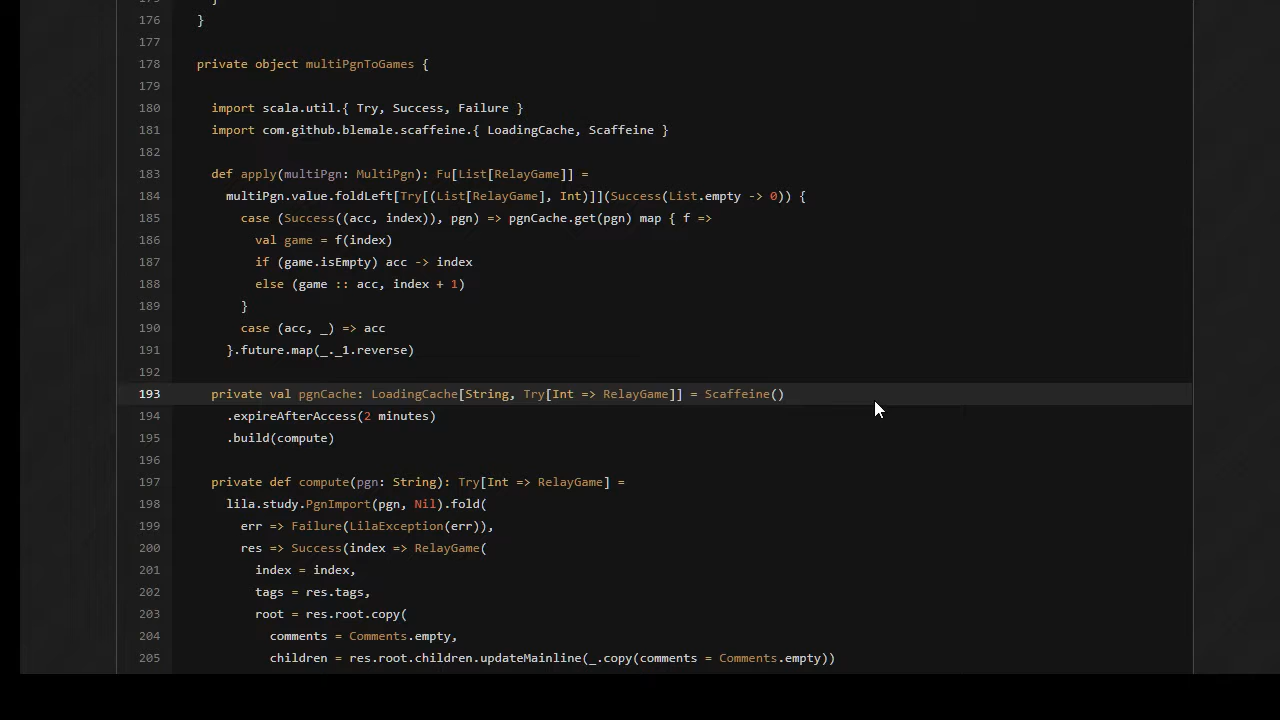 176 }
177
178 private object multiPgnToGames {
179
180 import scala.util.{ Try, Success, Failure }
181 import com.github.blemale.scaffeine.{ LoadingCache, Scaffeine }
182
183 def apply(multiPgn: MultiPgn): Fu[List[RelayGame]] =
184 multiPgn.value.foldLeft[Try[(List[RelayGame], Int)]](Success(List.empty -> 0)) {
185 case (Success((acc, index)), pgn) => pgnCache.get(pgn) map { f =>
186 val game = f(index)
187 if (game.isEmpty) acc -> index
188 else (game :: acc, index + 1)
189 }
190 case (acc, _) => acc
191 }.future.map(_._1.reverse)
192
193 private val pgnCache: LoadingCache[String, Try[Int => RelayGame]] = Scaffeine()
194 .expireAfterAccess(2 minutes)
195 .build(compute)
196
197 private def compute(pgn: String): Try[Int => RelayGame] =
198 lila.study.PgnImport(pgn, Nil).fold(
199 err => Failure(LilaException(err)),
200 res => Success(index => RelayGame(
201 index = index,
202 tags = res.tags,
203 root = res.root.copy(
204 comments = Comments.empty,
205 children = res.root.children.updateMainline(_.copy(comments = Comments.empty))